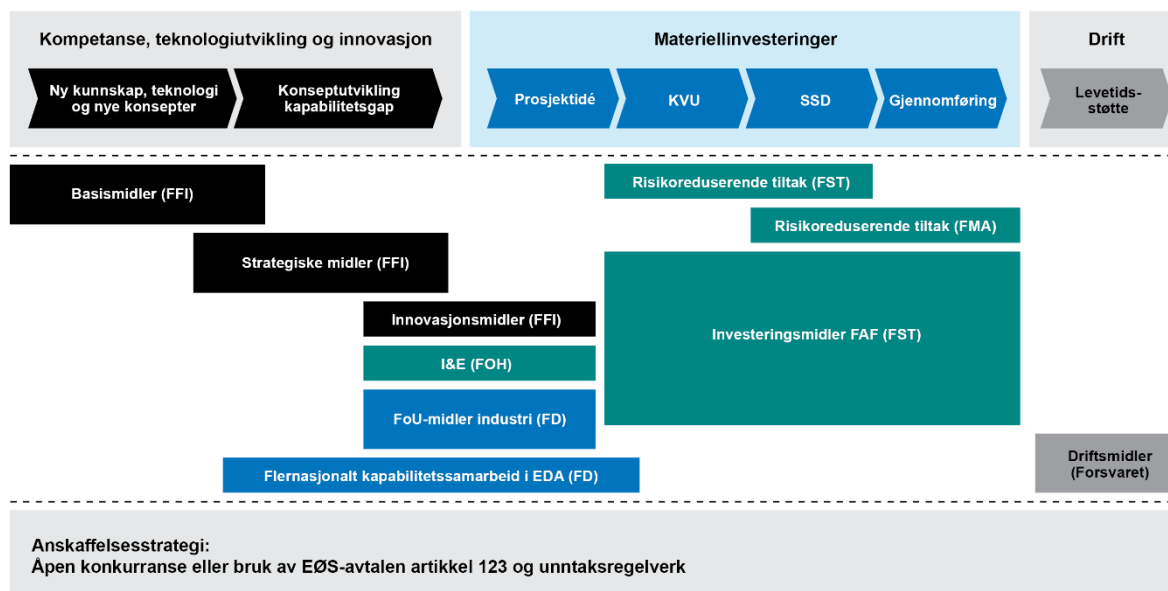 Kompetanse, teknologiutvikling og innovasjon
Materiellinvesteringer
Drift
Ny kunnskap, teknologi
og nye konsepter
Konseptutvikling
kapabilitetsgap
Prosjektidé
KVU
SSD
Gjennomføring
Levetids-
støtte
Basismidler (FFI)
Risikoreduserende tiltak (FST)
Risikoreduserende tiltak (FMA)
Strategiske midler (FFI)
Innovasjonsmidler (FFI)
Investeringsmidler FAF (FST)
I&E (FOH)
FoU-midler industri (FD)
Flernasjonalt kapabilitetssamarbeid i EDA (FD)
Driftsmidler
(Forsvaret)
Anskaffelsesstrategi:
Åpen konkurranse eller bruk av EØS-avtalen artikkel 123 og unntaksregelverk